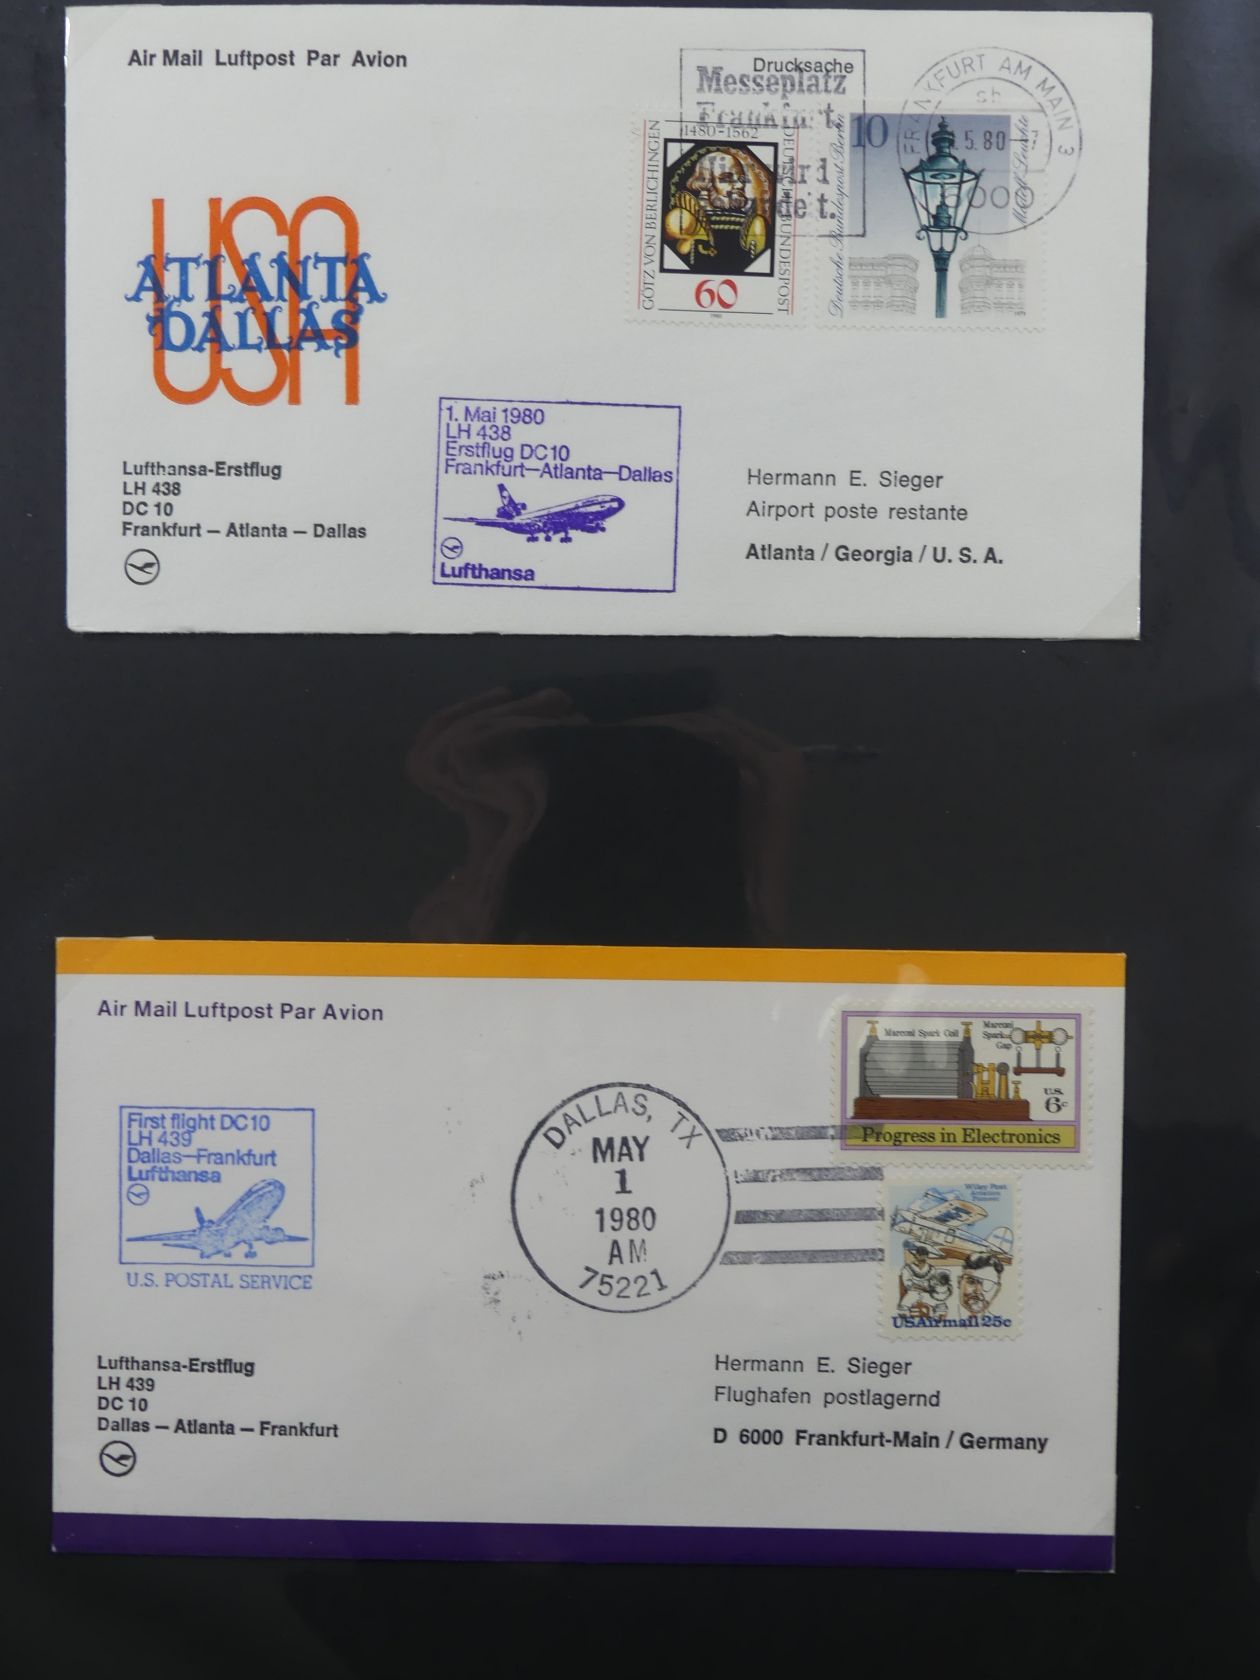 Air Mail Luftpost Par Avion
Drucksache
Messeplatz
Frankfurt
FRANKFURT AM MAIN 3
sh
5.80
1480-1562
GÖTZ VON BERLICHINGEN
DEUTSCHE BUNDESPOST
60
10
Deutsche Bundespost Berlin
USA
ATLANTA
DALLAS
1. Mai 1980
LH 438
Erstflug DC10
Frankfurt—Atlanta—Dallas
Lufthansa
Lufthansa-Erstflug
LH 438
DC 10
Frankfurt – Atlanta – Dallas
Hermann E. Sieger
Airport poste restante
Atlanta / Georgia / U. S. A.
Air Mail Luftpost Par Avion
Marconi Spark Coil
Marconi
Spark
Gap
U.S.
6c
Progress in Electronics
First flight DC10
LH 439
Dallas—Frankfurt
Lufthansa
U.S. POSTAL SERVICE
DALLAS, TX
MAY
1
1980
AM
75221
Wiley Post
Aviation
Pioneer
USAirmail 25c
Lufthansa-Erstflug
LH 439
DC 10
Dallas – Atlanta – Frankfurt
Hermann E. Sieger
Flughafen postlagernd
D 6000 Frankfurt-Main / Germany